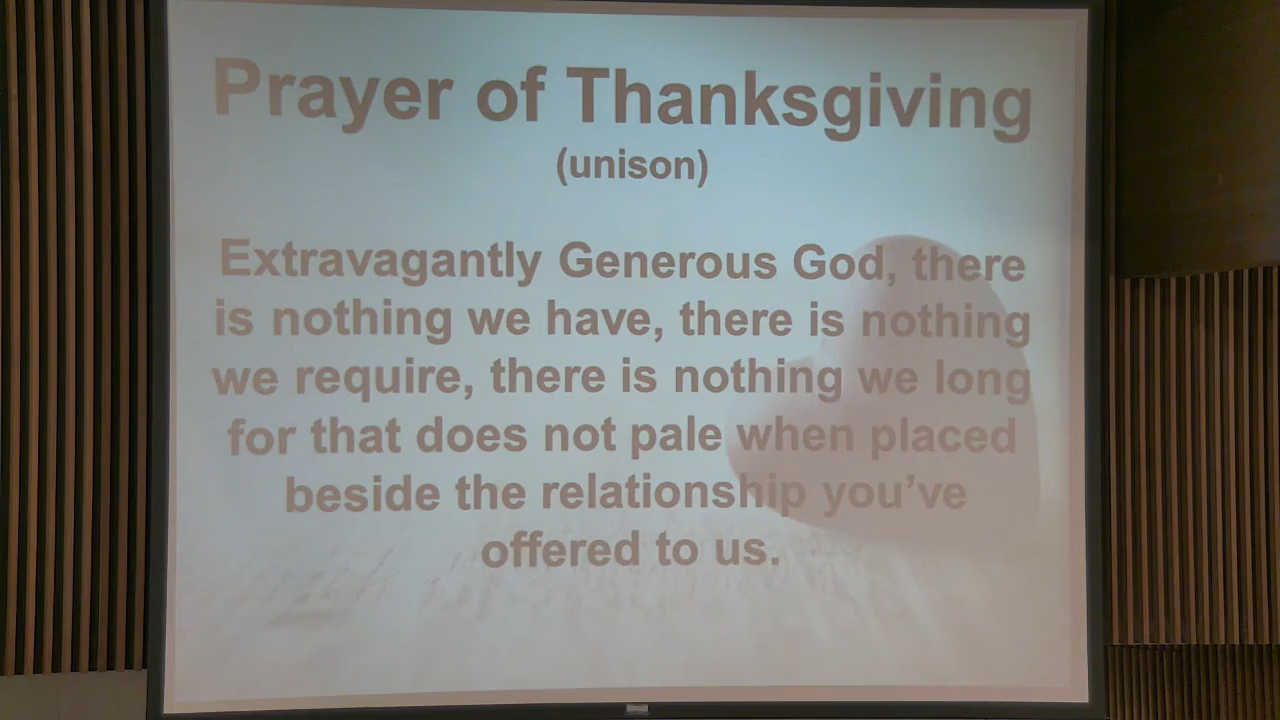 Prayer of Thanksgiving
(unison)
Extravagantly Generous God, there
is nothing we have, there is nothing
we require, there is nothing we long
for that does not pale when placed
beside the relationship you’ve
offered to us.